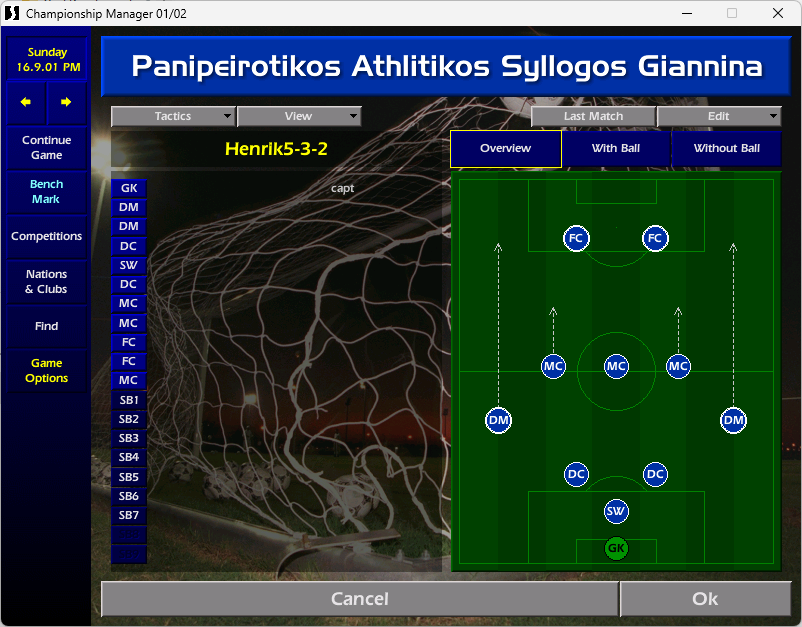 Championship Manager 01/02
Sunday
16.9.01 PM
Panipeirotikos Athlitikos Syllogos Giannina
Tactics
View
Last Match
Edit
Continue
Game
Bench
Mark
Competitions
Nations
& Clubs
Find
Game
Options
Henrik5-3-2
Overview
With Ball
Without Ball
GK
capt
DM
DM
DC
SW
DC
MC
MC
FC
FC
MC
SB1
SB2
SB3
SB4
SB5
SB6
SB7
FC FC
MC MC MC
DM DM
DC DC
SW
GK
Cancel
Ok